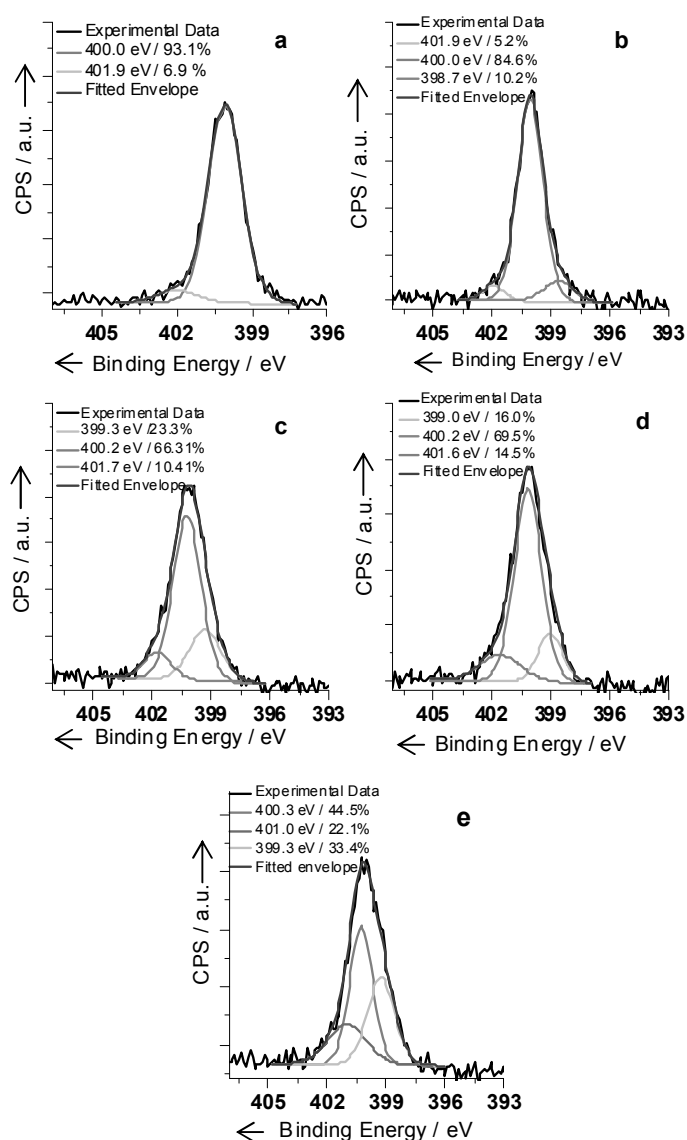 Experimental Data
400.0 eV / 93.1%
401.9 eV / 6.9 %
Fitted Envelope
a
CPS / a.u.
405 402 399 396
Binding Energy / eV
Experimental Data
401.9 eV / 5.2%
400.0 eV / 84.6%
398.7 eV / 10.2%
Fitted Envelope
b
CPS / a.u.
405 402 399 396 393
Binding Energy / eV
Experimental Data
399.3 eV /23.3%
400.2 eV / 66.31%
401.7 eV / 10.41%
Fitted Envelope
c
CPS / a.u.
405 402 399 396 393
Binding Energy / eV
Experimental Data
399.0 eV / 16.0%
400.2 eV / 69.5%
401.6 eV / 14.5%
Fitted Envelope
d
CPS / a.u.
405 402 399 396 393
Binding Energy / eV
Experimental Data
400.3 eV / 44.5%
401.0 eV / 22.1%
399.3 eV / 33.4%
Fitted envelope
e
CPS / a.u.
405 402 399 396 393
Binding Energy / eV